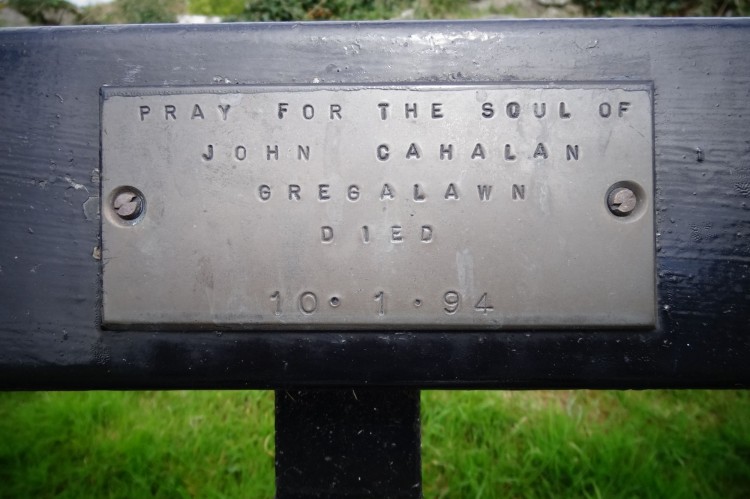 PRAY FOR THE SOUL OF
JOHN CAHALAN
GREGALAWN
DIED
10.1.94